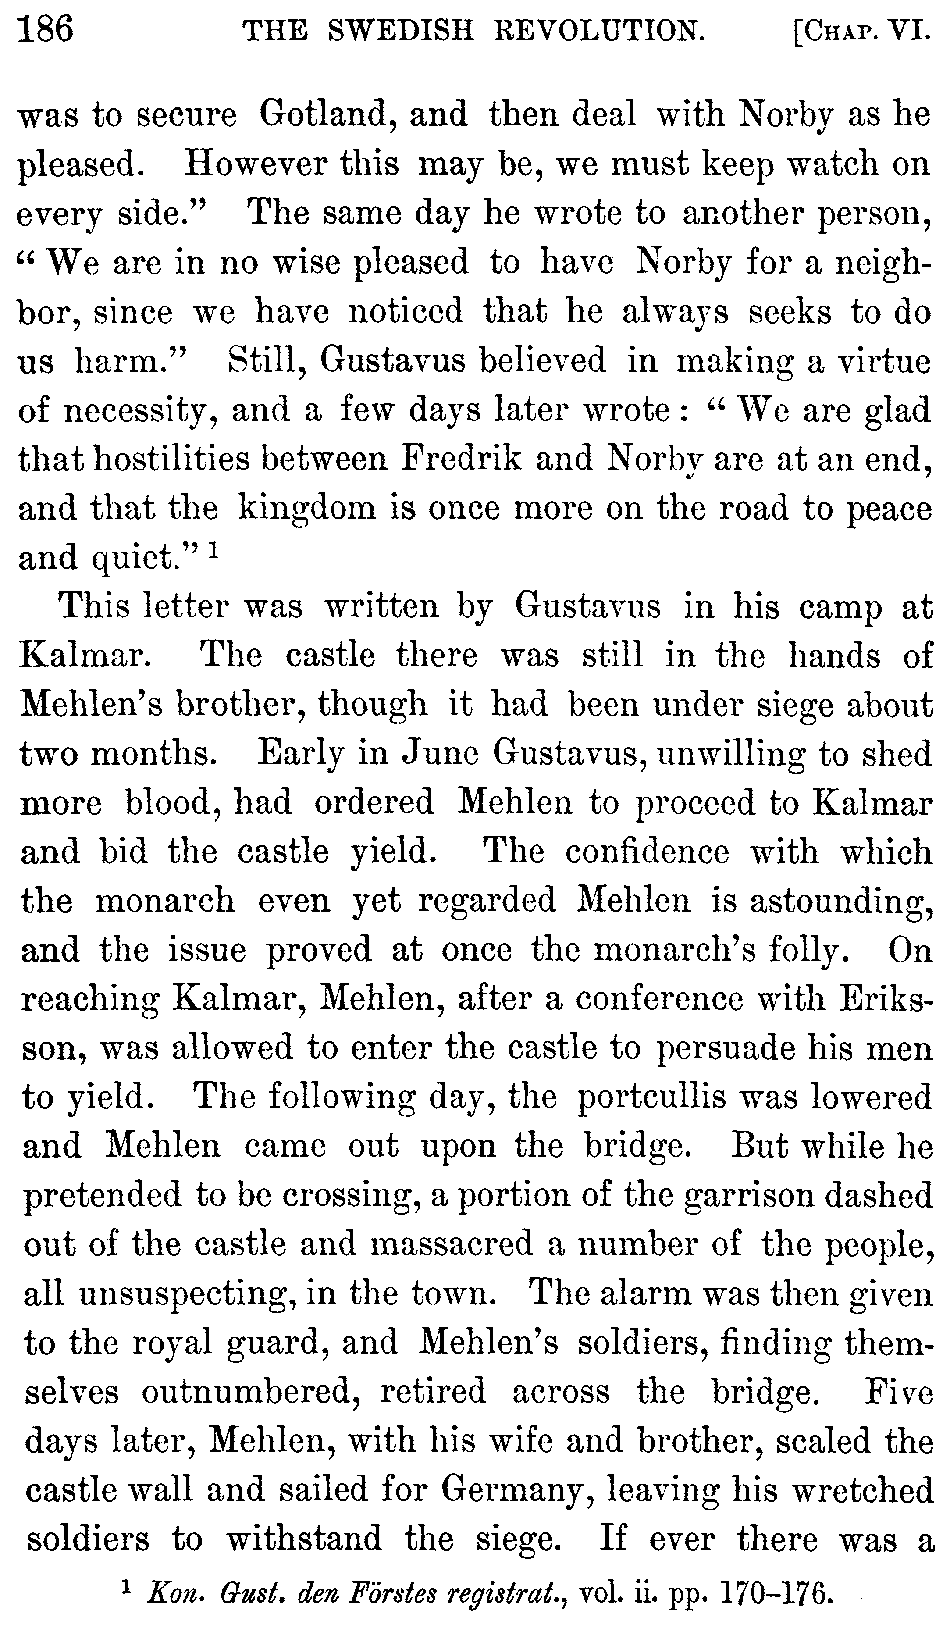 186 THE SWEDISH REVOLUTION. [CHAP. VI.
was to secure Gotland, and then deal with Norby as he
pleased. However this may be, we must keep watch on
every side.” The same day he wrote to another person,
“ We are in no wise pleased to have Norby for a neigh-
bor, since we have noticed that he always seeks to do
us harm.” Still, Gustavus believed in making a virtue
of necessity, and a few days later wrote : “ We are glad
that hostilities between Fredrik and Norby are at an end,
and that the kingdom is once more on the road to peace
and quiet.” 1
This letter was written by Gustavus in his camp at
Kalmar. The castle there was still in the hands of
Mehlen’s brother, though it had been under siege about
two months. Early in June Gustavus, unwilling to shed
more blood, had ordered Mehlen to proceed to Kalmar
and bid the castle yield. The confidence with which
the monarch even yet regarded Mehlen is astounding,
and the issue proved at once the monarch’s folly. On
reaching Kalmar, Mehlen, after a conference with Eriks-
son, was allowed to enter the castle to persuade his men
to yield. The following day, the portcullis was lowered
and Mehlen came out upon the bridge. But while he
pretended to be crossing, a portion of the garrison dashed
out of the castle and massacred a number of the people,
all unsuspecting, in the town. The alarm was then given
to the royal guard, and Mehlen’s soldiers, finding them-
selves outnumbered, retired across the bridge. Five
days later, Mehlen, with his wife and brother, scaled the
castle wall and sailed for Germany, leaving his wretched
soldiers to withstand the siege. If ever there was a
1 Kon. Gust. den Förstes registrat., vol. ii. pp. 170–176.